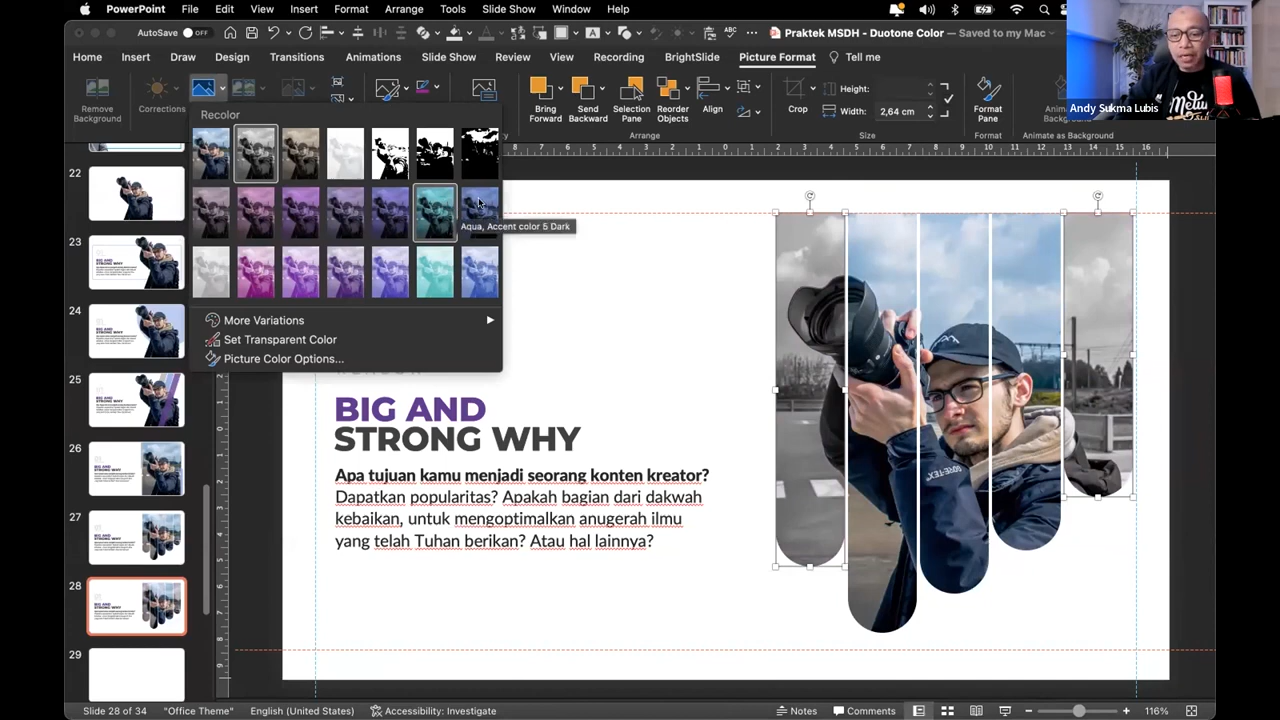 PowerPoint File Edit View Insert Format Arrange Tools Slide Show Window Help
AutoSave OFF
Praktek MSDH - Duotone Color — Saved to my Mac
Home Insert Draw Design Transitions Animations Slide Show Review View Recording BrightSlide Picture Format Tell me
Remove Background
Corrections
Bring Forward
Send Backward
Selection Pane
Reorder Objects
Align
Crop
Height:
Width: 2,64 cm
Format Pane
Arrange
Size
Format
Animate as Background
Andy Sukma Lubis
Recolor
Aqua, Accent color 5 Dark
More Variations
Set Transparent Color
Picture Color Options...
22
23
24
25
26
27
28
29
BIG AND
STRONG WHY
Apa tujuan kamu menjadi seorang konten kreator?
Dapatkan popularitas? Apakah bagian dari dakwah
kebaikan, untuk mengoptimalkan anugerah ilmu
yang telah Tuhan berikan? Atau hal lainnya?
GORE-TEX
Slide 28 of 34 "Office Theme" English (United States) Accessibility: Investigate Notes Comments 116%